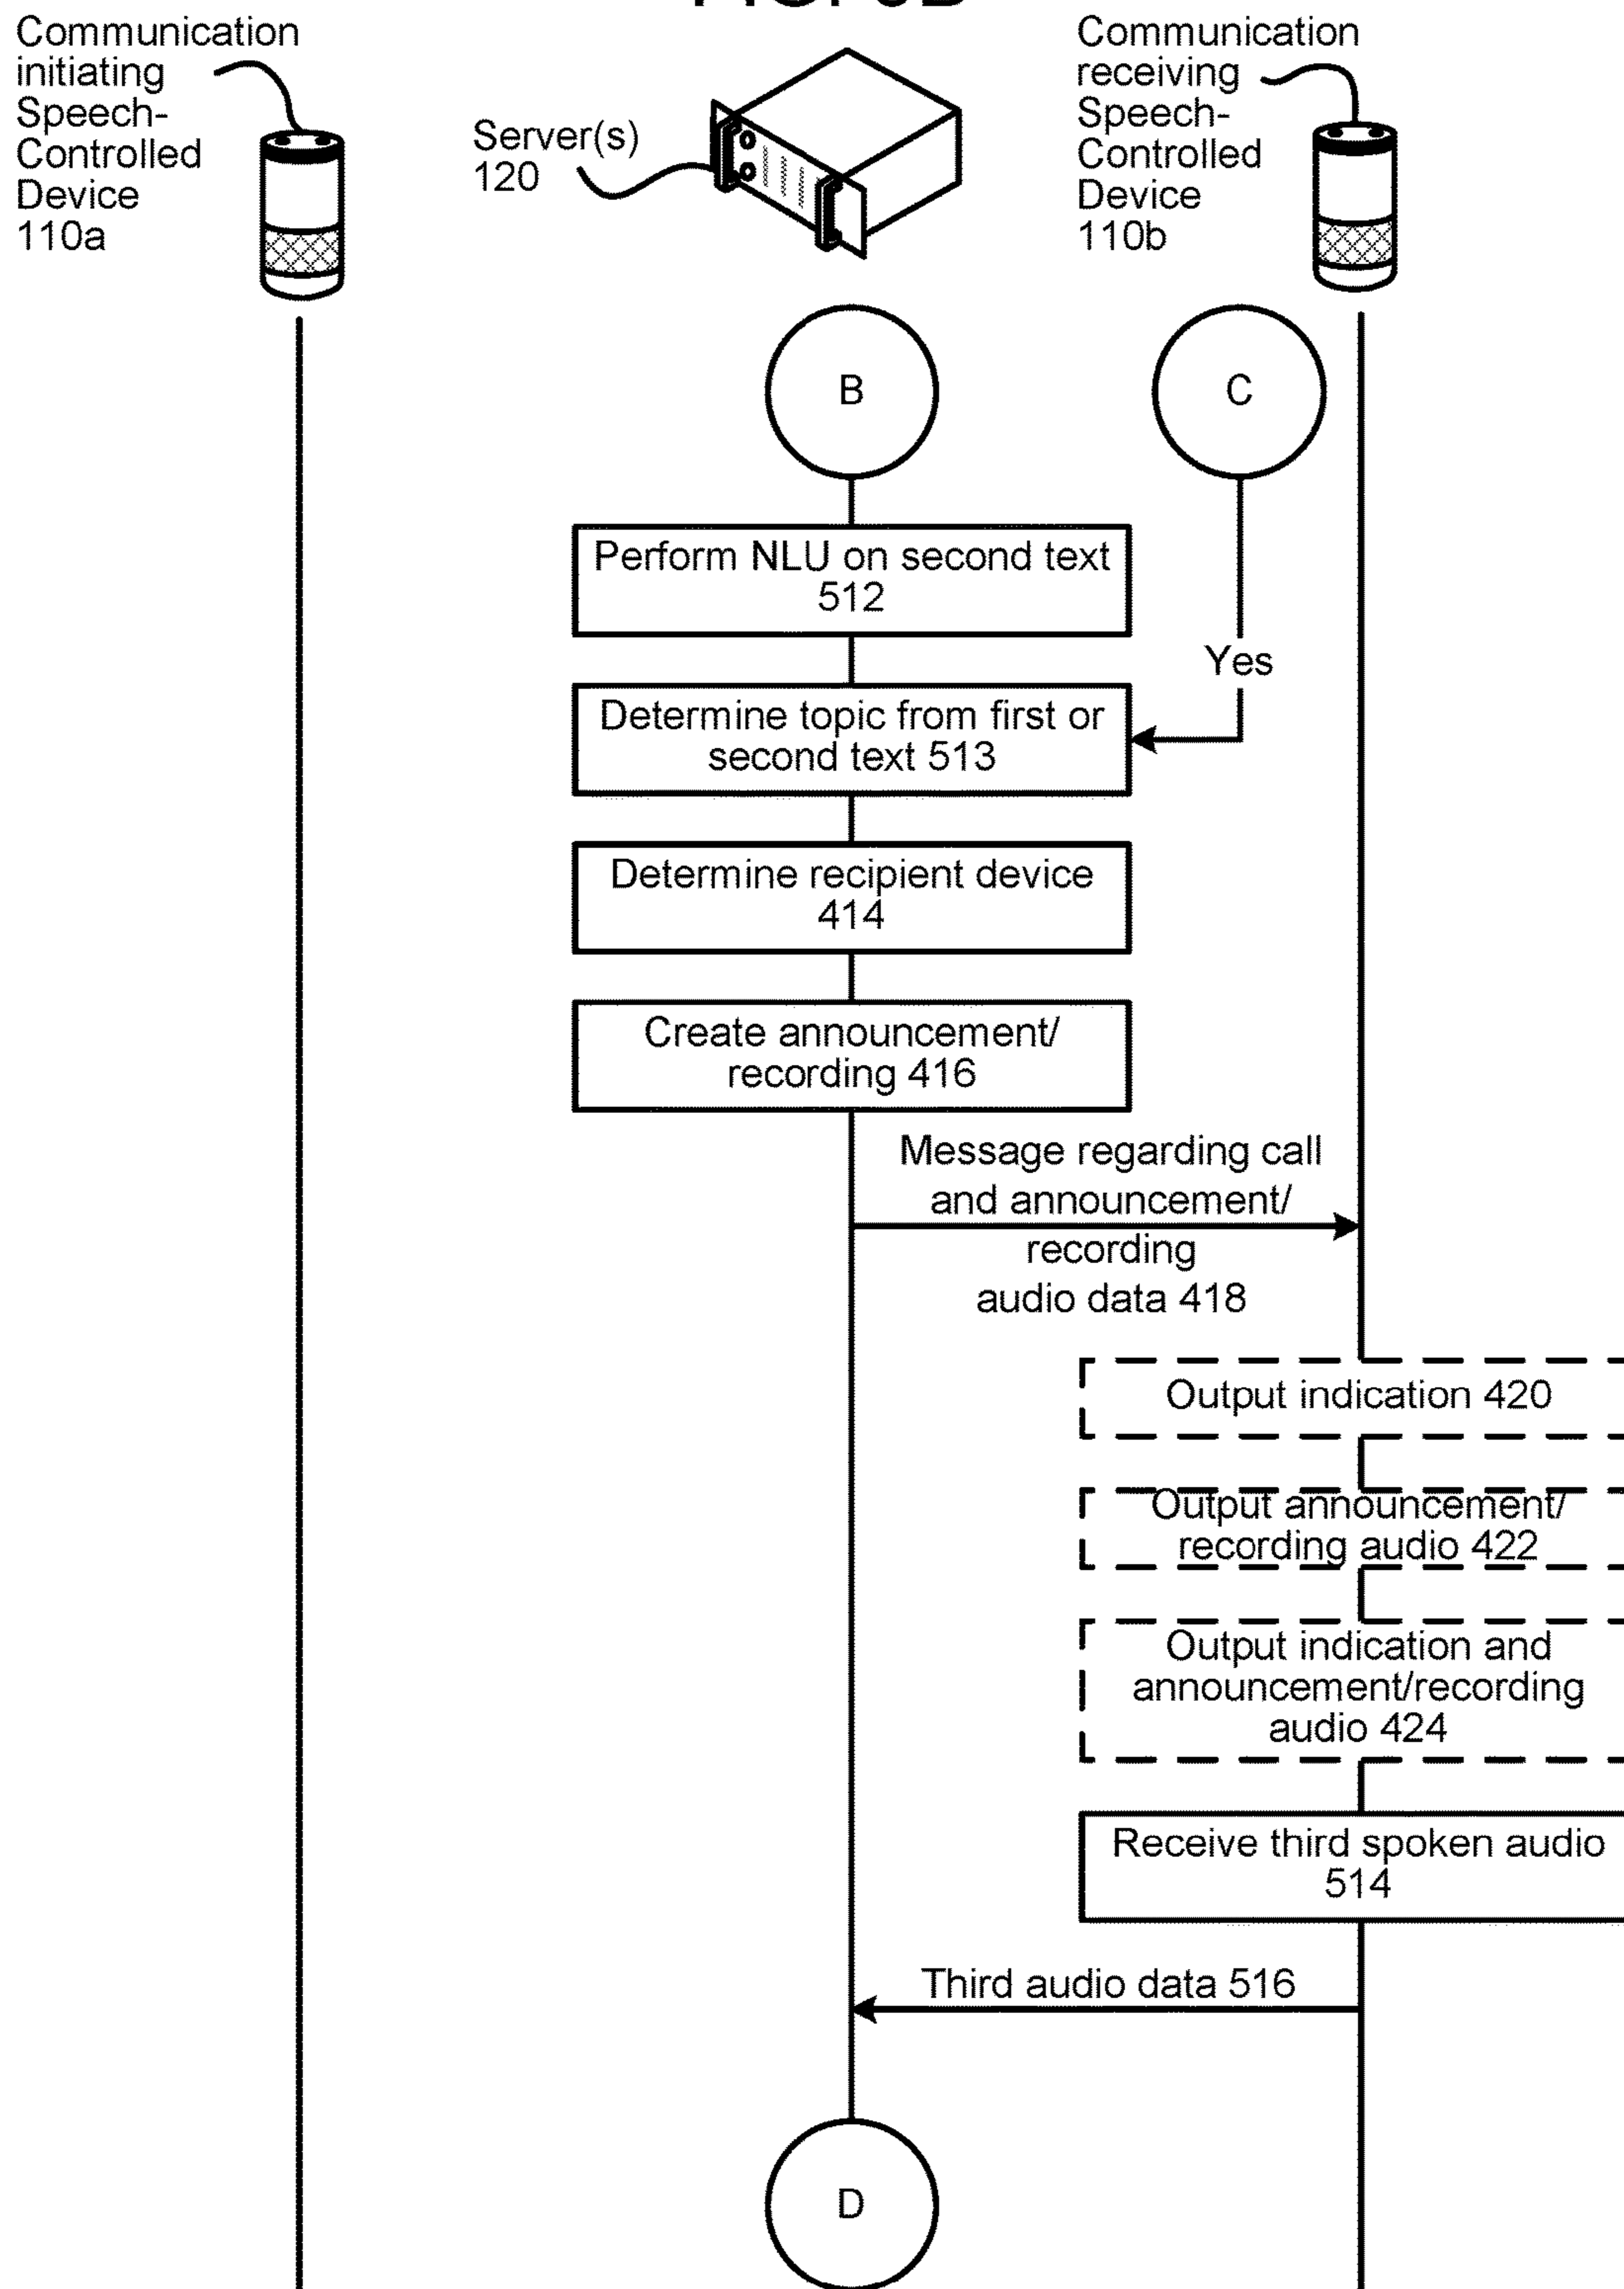 Communication
initiating
Speech-
Controlled
Device
110a
Server(s)
120
Communication
receiving
Speech-
Controlled
Device
110b
B
C
Perform NLU on second text
512
Yes
Determine topic from first or
second text 513
Determine recipient device
414
Create announcement/
recording 416
Message regarding call
and announcement/
recording
audio data 418
Output indication 420
Output announcement/
recording audio 422
Output indication and
announcement/recording
audio 424
Receive third spoken audio
514
Third audio data 516
D